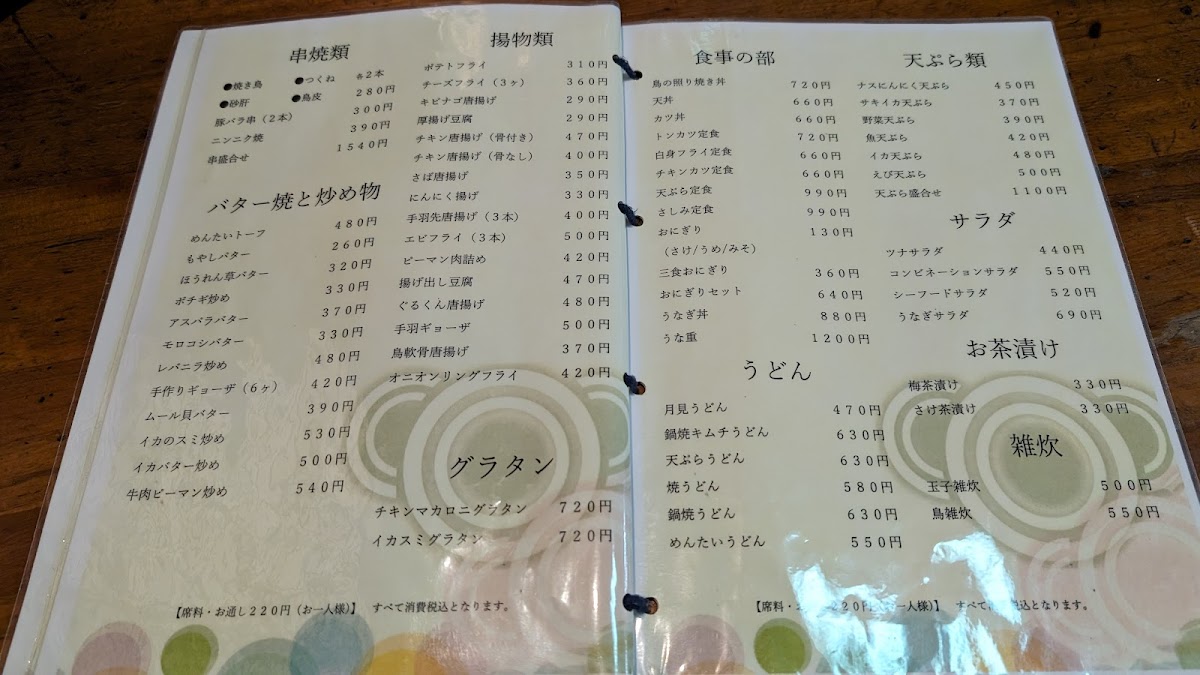 串焼類
●焼き鳥 ●つくね 各2本
●砂肝 ●鳥皮 280円
豚バラ串（2本） 300円
ニンニク焼 390円
串盛合せ 1540円
バター焼と炒め物
めんたいトーフ 480円
もやしバター 260円
ほうれん草バター 320円
ポチギ炒め 330円
アスパラバター 370円
モロコシバター 330円
レバニラ炒め 480円
手作りギョーザ（6ヶ） 420円
ムール貝バター 390円
イカのスミ炒め 530円
イカバター炒め 500円
牛肉ピーマン炒め 540円
揚物類
ポテトフライ 310円
チーズフライ（3ヶ） 360円
キビナゴ唐揚げ 290円
厚揚げ豆腐 290円
チキン唐揚げ（骨付き） 470円
チキン唐揚げ（骨なし） 400円
さば唐揚げ 350円
にんにく揚げ 330円
手羽先唐揚げ（3本） 400円
エビフライ（3本） 500円
ピーマン肉詰め 420円
揚げ出し豆腐 470円
ぐるくん唐揚げ 480円
手羽ギョーザ 500円
鳥軟骨唐揚げ 370円
オニオンリングフライ 420円
グラタン
チキンマカロニグラタン 720円
イカスミグラタン 720円
【席料・お通し220円（お一人様）】 すべて消費税込となります。
食事の部
鳥の照り焼き丼 720円
天丼 660円
カツ丼 660円
トンカツ定食 720円
白身フライ定食 660円
チキンカツ定食 660円
天ぷら定食 990円
さしみ定食 990円
おにぎり 130円
（さけ/うめ/みそ）
三食おにぎり 360円
おにぎりセット 640円
うなぎ丼 880円
うな重 1200円
うどん
月見うどん 470円
鍋焼キムチうどん 630円
天ぷらうどん 630円
焼うどん 580円
鍋焼うどん 630円
めんたいうどん 550円
天ぷら類
ナスにんにく天ぷら 450円
サキイカ天ぷら 370円
野菜天ぷら 390円
魚天ぷら 420円
イカ天ぷら 480円
えび天ぷら 500円
天ぷら盛合せ 1100円
サラダ
ツナサラダ 440円
コンビネーションサラダ 550円
シーフードサラダ 520円
うなぎサラダ 690円
お茶漬け
梅茶漬け 330円
さけ茶漬け 330円
雑炊
玉子雑炊 500円
鳥雑炊 550円
【席料・ 220円 一人様）】 すべ 税込となります。